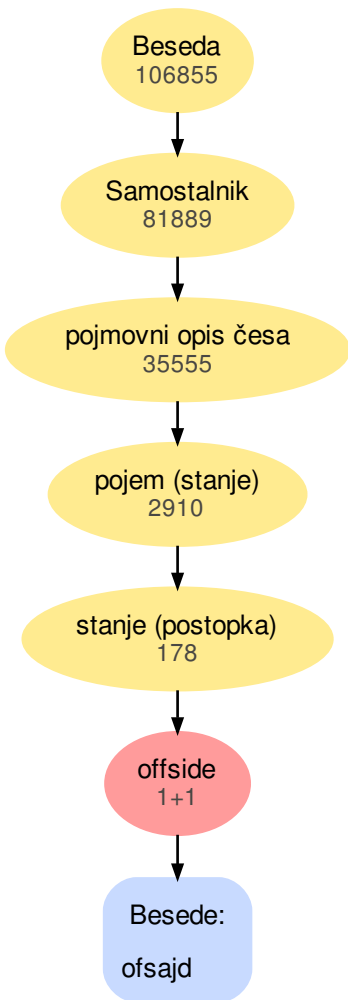 Beseda
106855
Samostalnik
81889
pojmovni opis česa
35555
pojem (stanje)
2910
stanje (postopka)
178
offside
1+1
Besede:
ofsajd